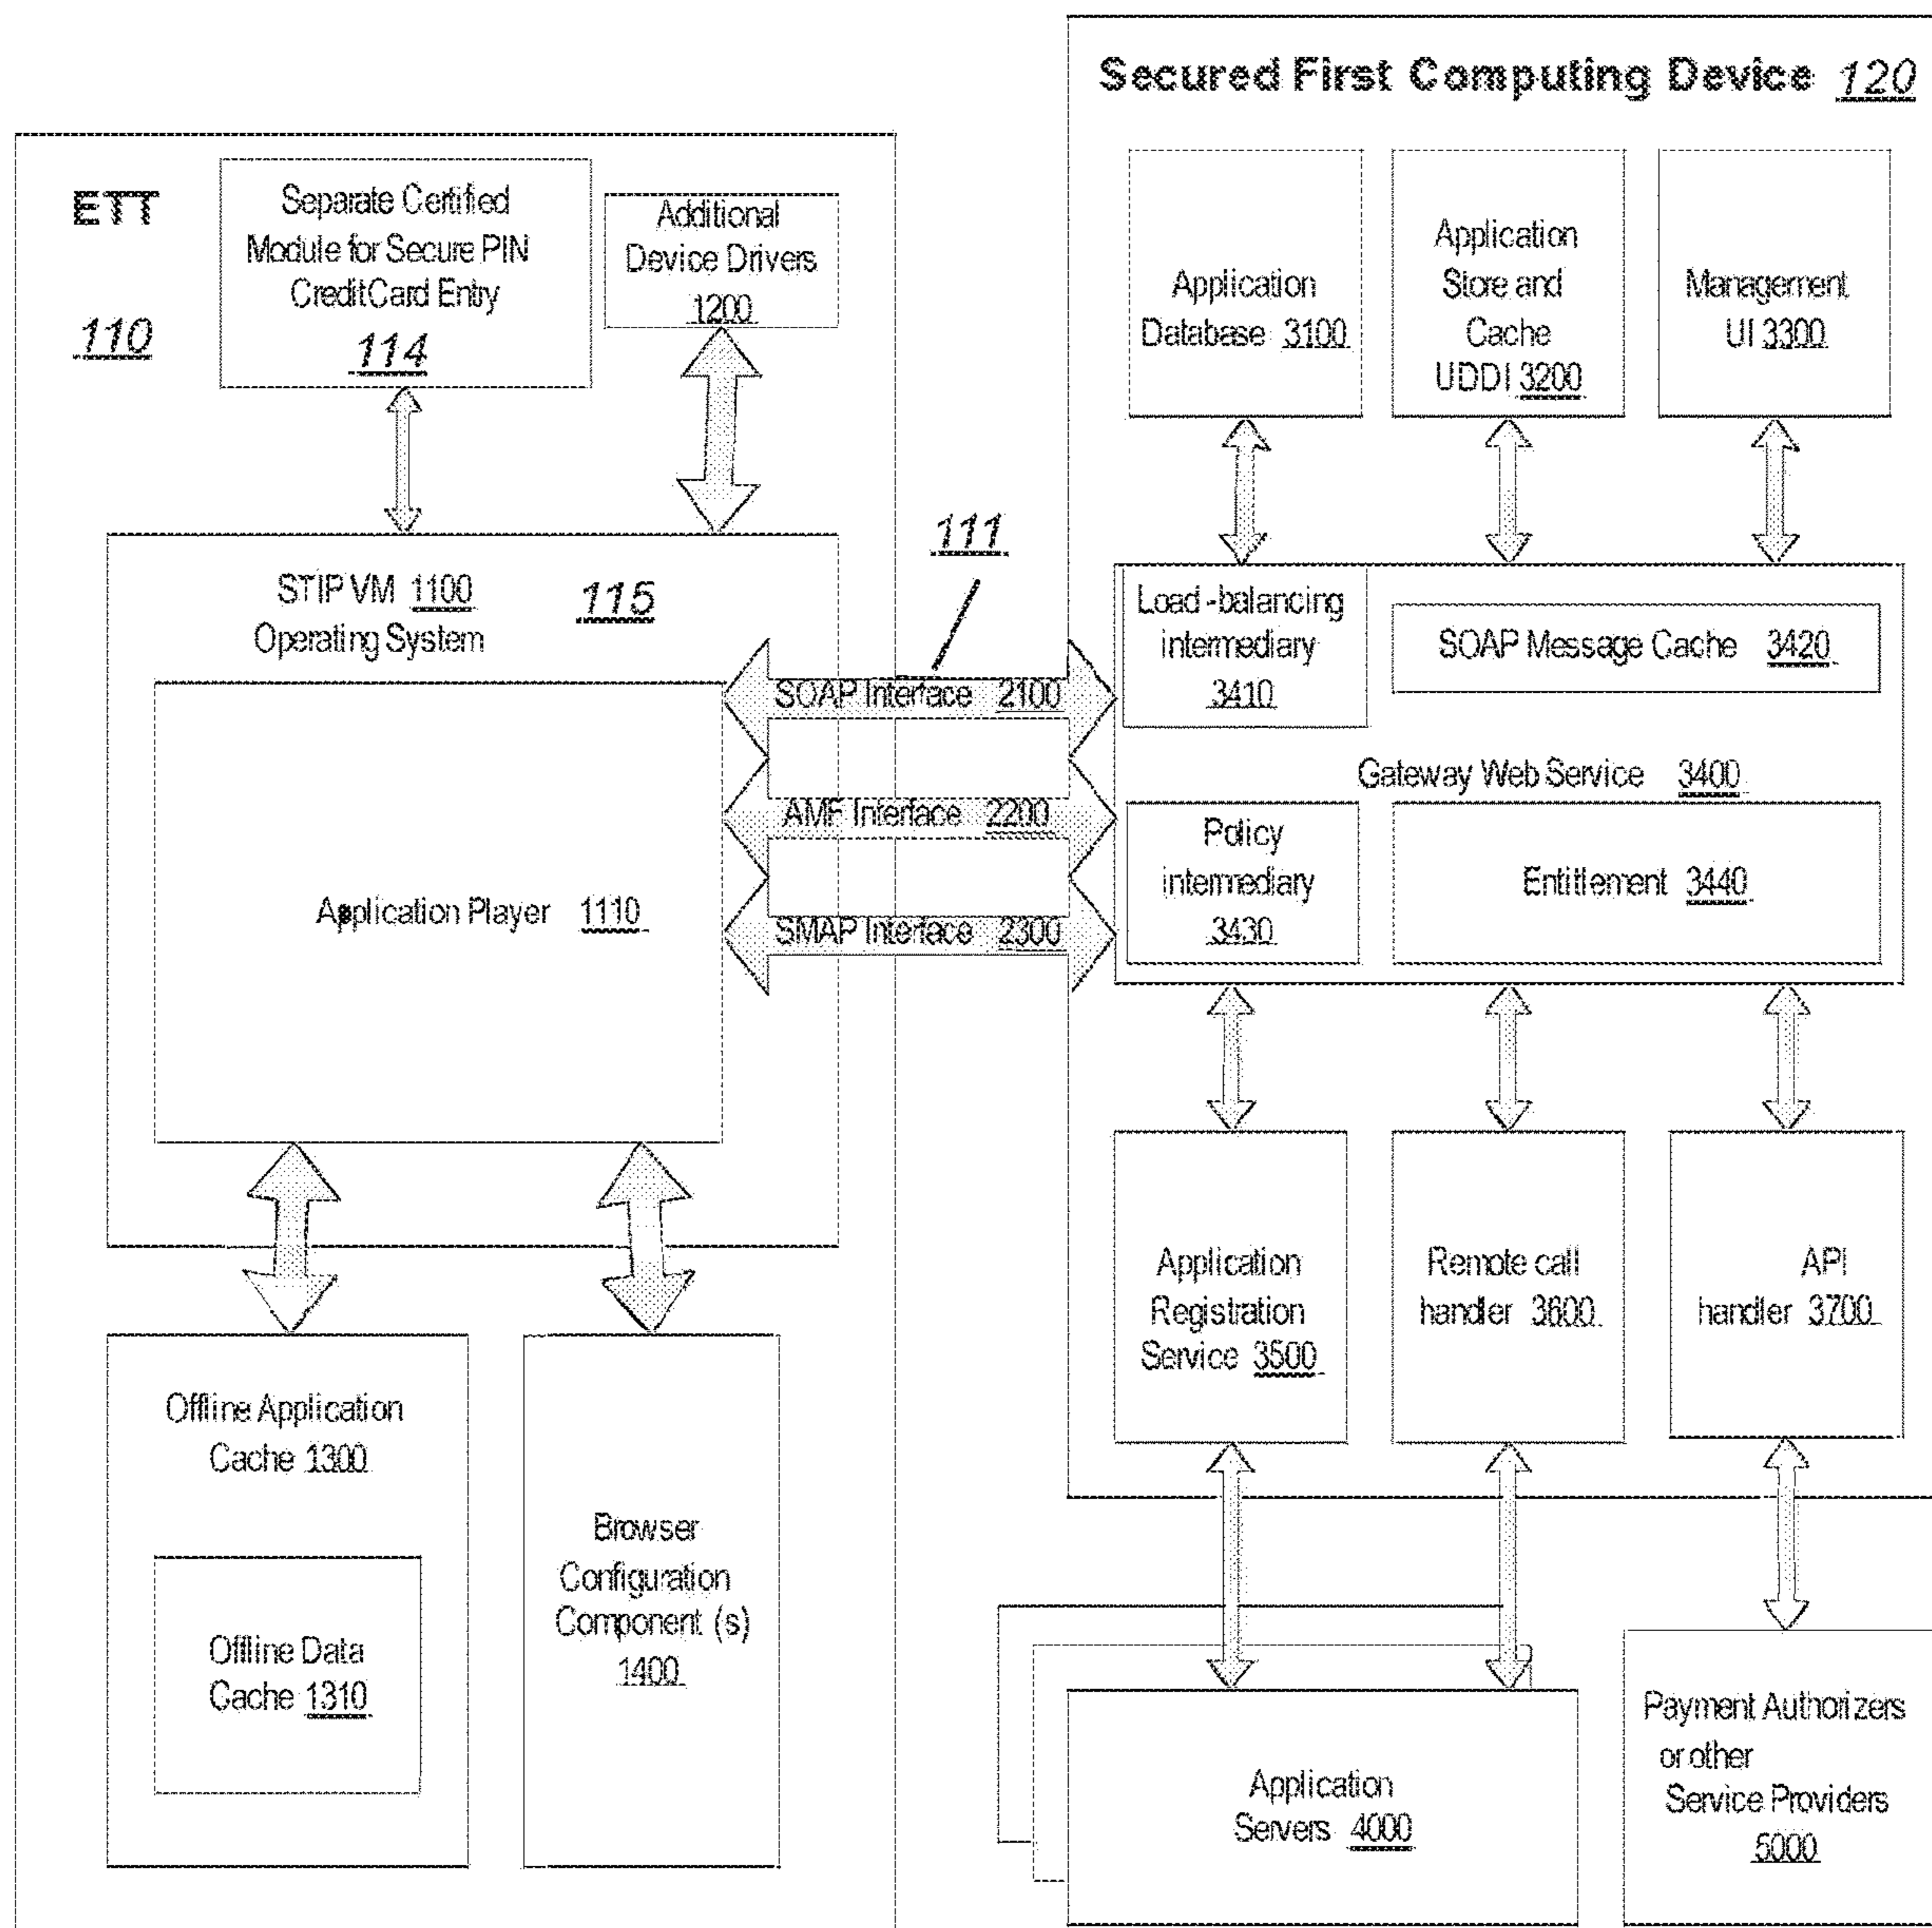 Secured First Computing Device 120
ETT
110
Separate Certified
Module for Secure PIN
CreditCard Entry
114
Additional
Device Drivers
1200
Application
Database 3100
Application
Store and
Cache
UDDI 3200
Management
UI 3300
STIP VM 1100
Operating System
115
111
Load-balancing
intermediary
3410
SOAP Message Cache 3420
SOAP Interface 2100
Gateway Web Service 3400
AMF Interface 2200
Policy
intermediary
3430
Entitlement 3440
Application Player 1110
SMAP Interface 2300
Application
Registration
Service 3500
Remote call
handler 3600
API
handler 3700
Offline Application
Cache 1300
Offline Data
Cache 1310
Browser
Configuration
Component (s)
1400
Application
Servers 4000
Payment Authorizers
or other
Service Providers
5000